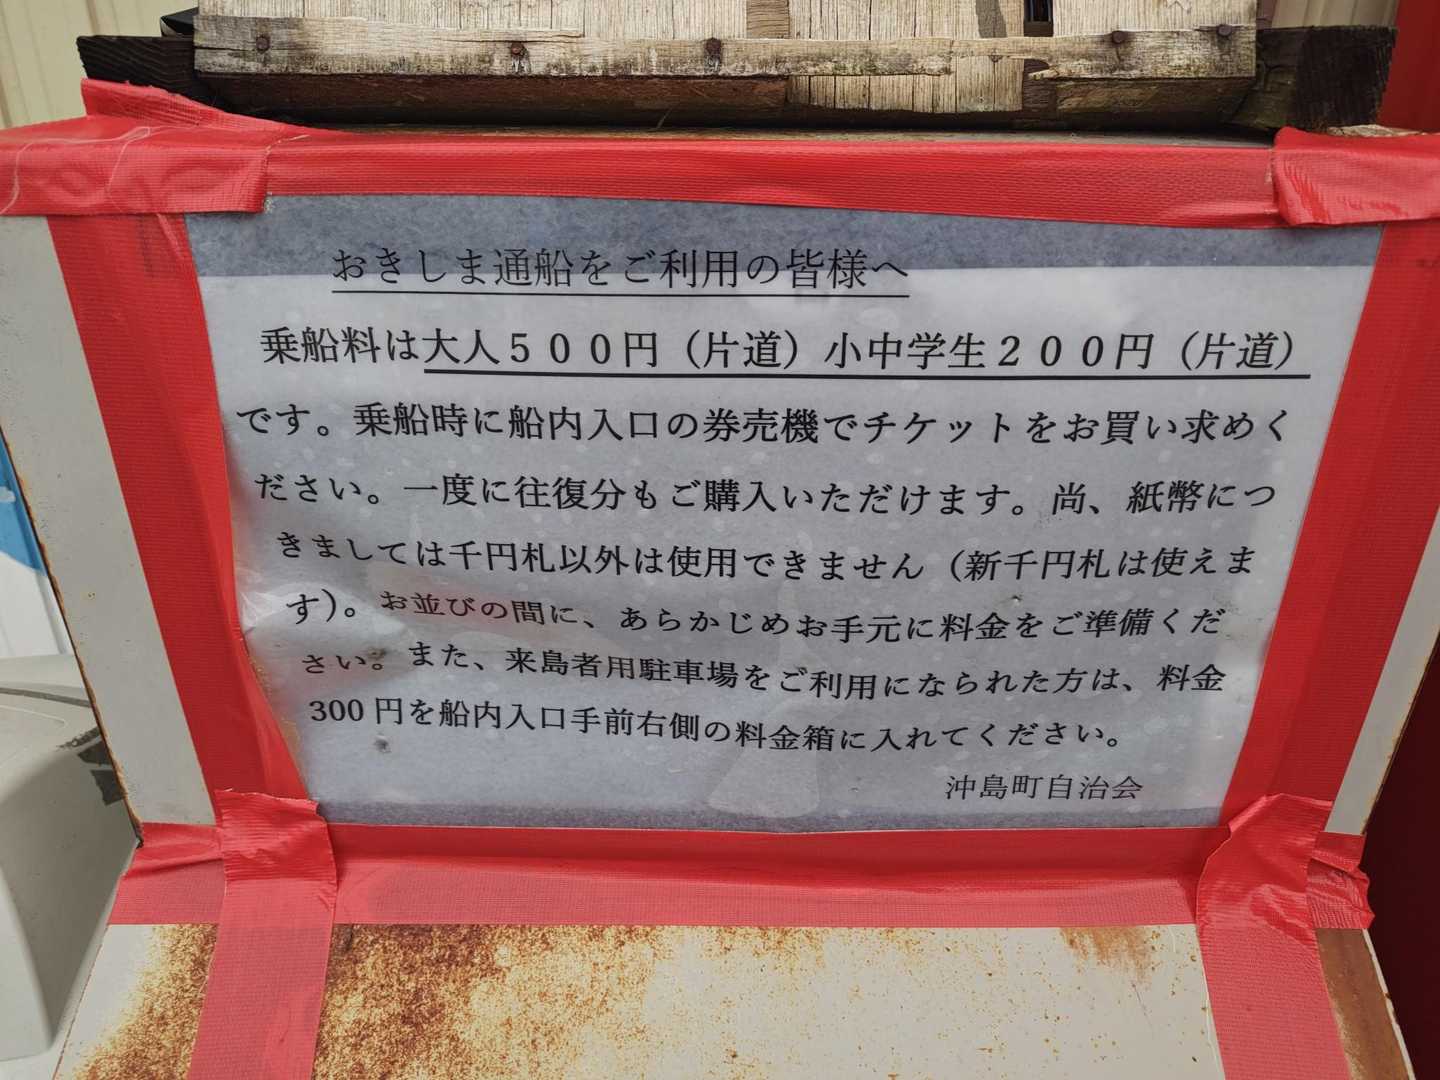 おきしま通船をご利用の皆様へ
乗船料は大人５００円（片道）小中学生２００円（片道）
です。乗船時に船内入口の券売機でチケットをお買い求めく
ださい。一度に往復分もご購入いただけます。尚、紙幣につ
きましては千円札以外は使用できません（新千円札は使えま
す）。お並びの間に、あらかじめお手元に料金をご準備くだ
さい。また、来島者用駐車場をご利用になられた方は、料金
300 円を船内入口手前右側の料金箱に入れてください。
沖島町自治会